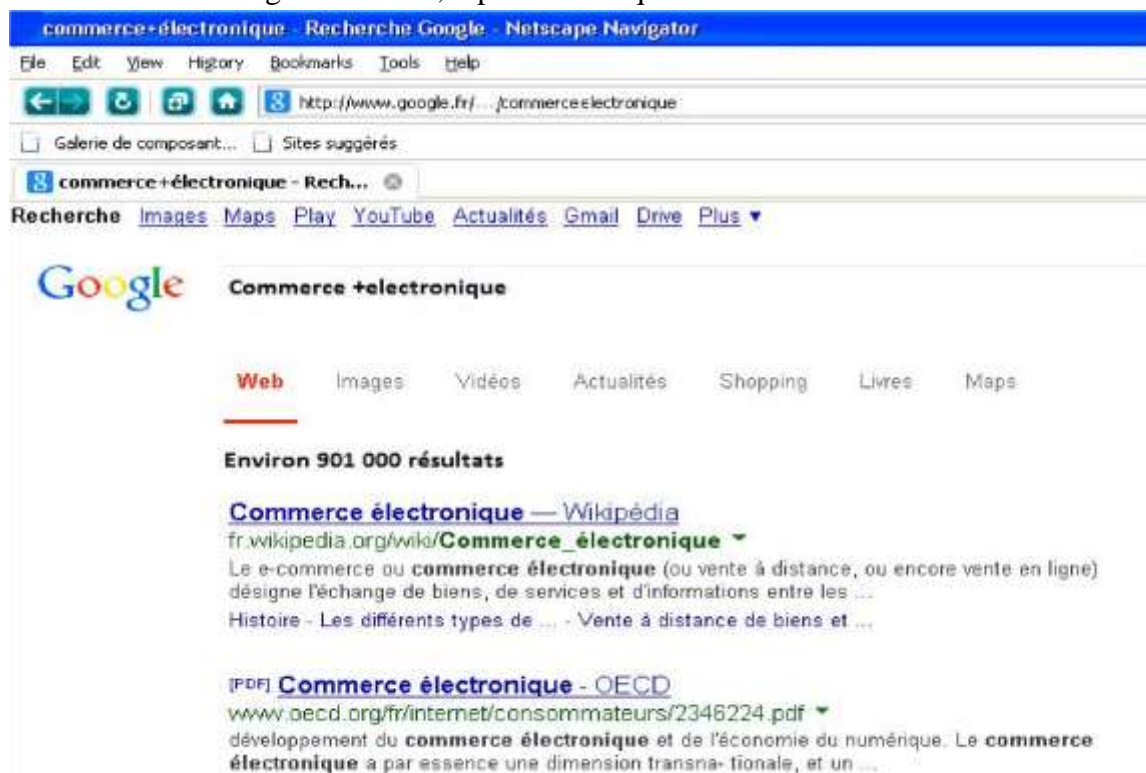 commerce+électronique - Recherche Google - Netscape Navigator
File Edit View History Bookmarks Tools Help
8 http://www.google.fr/.../commerceelectronique
Galerie de composant... Sites suggérés
8 commerce+électronique - Rech...
Recherche Images Maps Play YouTube Actualités Gmail Drive Plus ▼
Google Commerce +electronique
Web Images Vidéos Actualités Shopping Livres Maps
Environ 901 000 résultats
Commerce électronique — Wikipédia
fr.wikipedia.org/wiki/Commerce_électronique
Le e-commerce ou commerce électronique (ou vente à distance, ou encore vente en ligne)
désigne l'échange de biens, de services et d'informations entre les ...
Histoire - Les différents types de ... - Vente à distance de biens et ...
[PDF] Commerce électronique - OECD
www.oecd.org/fr/internet/consommateurs/2346224.pdf
développement du commerce électronique et de l'économie du numérique. Le commerce
électronique a par essence une dimension transna- tionale, et un ...